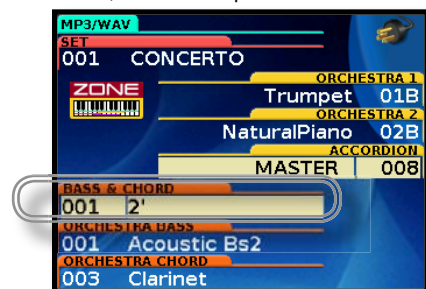 MP3/WAV
SET
001 CONCERTO
ZONE
ORCHESTRA 1
Trumpet 01B
ORCHESTRA 2
NaturalPiano 02B
ACCORDION
MASTER 008
BASS & CHORD
001 2'
ORCHESTRA BASS
001 Acoustic Bs2
ORCHESTRA CHORD
003 Clarinet